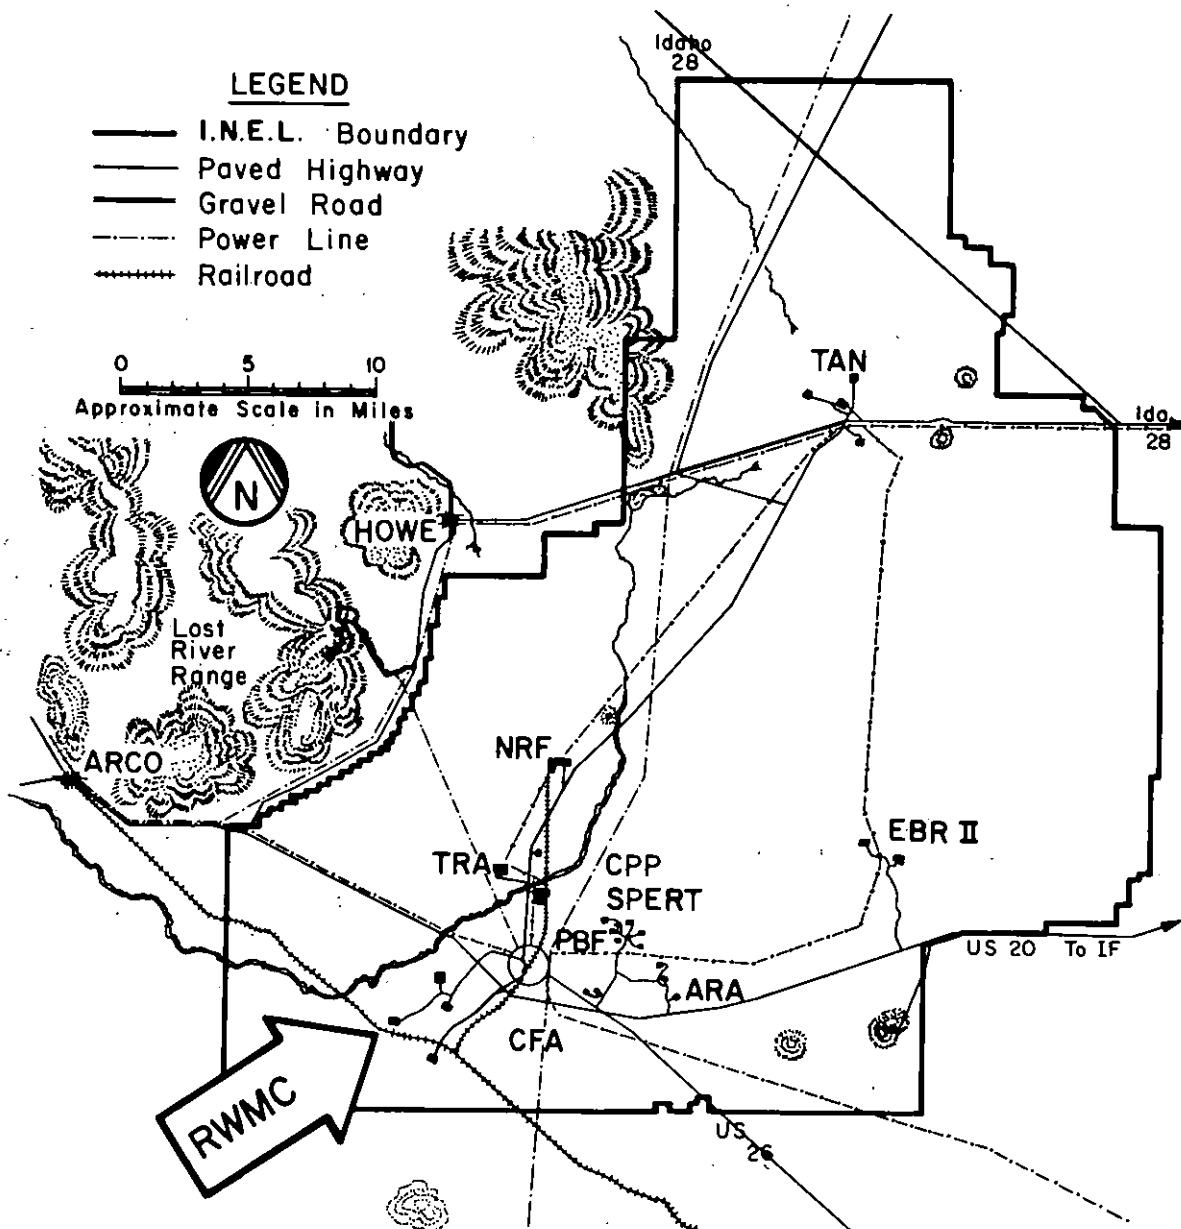 Idaho
28
LEGEND
I.N.E.L. Boundary
Paved Highway
Gravel Road
Power Line
Railroad
0 5 10
Approximate Scale in Miles
TAN
Ida
28
N
HOWE
Lost
River
Range
ARCO
NRF
EBR II
TRA
CPP
SPERT
PBF
US 20 To IF
ARA
CFA
RWMC
US
26